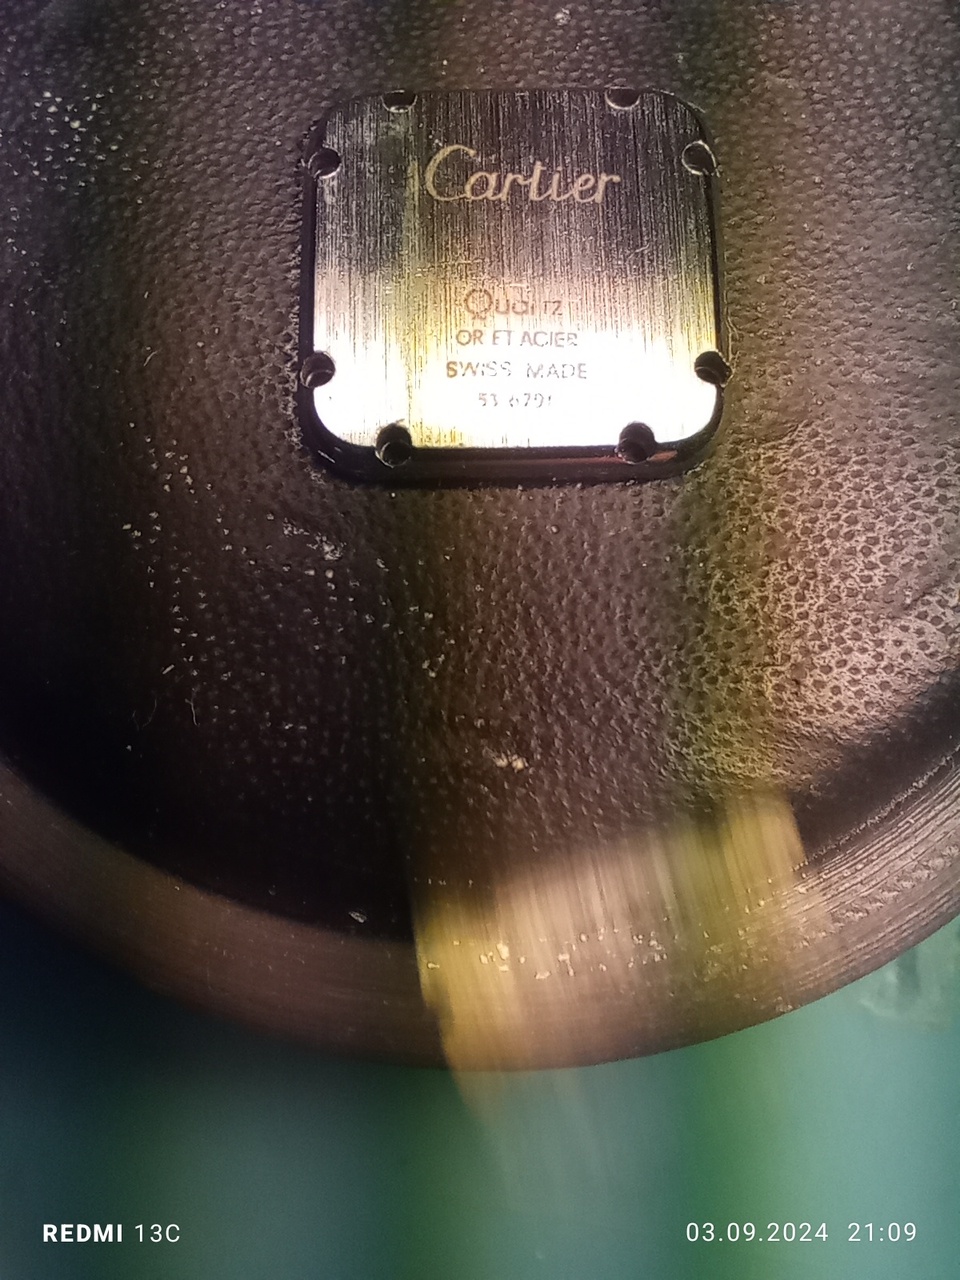 Cartier
Quartz
OR ET ACIER
SWISS MADE
REDMI 13C
03.09.2024 21:09